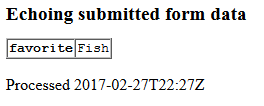 Echoing submitted form data
favorite Fish
Processed 2017-02-27T22:27Z